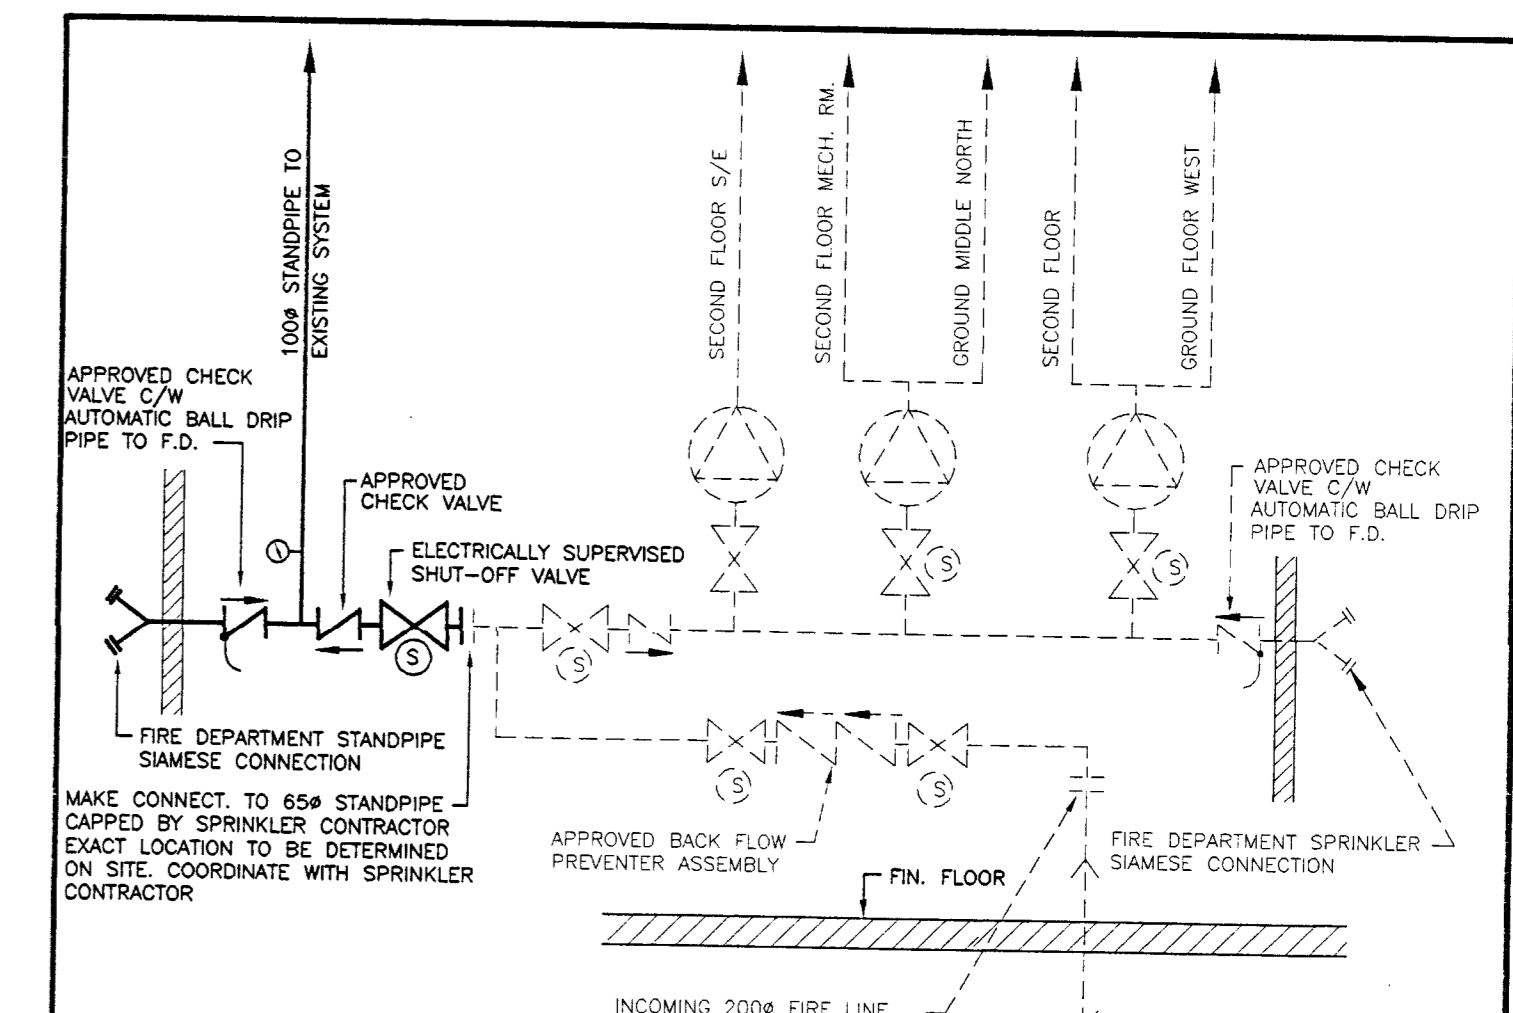 100ø STANDPIPE TO
EXISTING SYSTEM
SECOND FLOOR S/E
SECOND FLOOR MECH. RM.
GROUND MIDDLE NORTH
SECOND FLOOR
GROUND FLOOR WEST
APPROVED CHECK
VALVE C/W
AUTOMATIC BALL DRIP
PIPE TO F.D.
APPROVED
CHECK VALVE
ELECTRICALLY SUPERVISED
SHUT-OFF VALVE
APPROVED CHECK
VALVE C/W
AUTOMATIC BALL DRIP
PIPE TO F.D.
S
S
S
S
FIRE DEPARTMENT STANDPIPE
SIAMESE CONNECTION
S
S
MAKE CONNECT. TO 65ø STANDPIPE
CAPPED BY SPRINKLER CONTRACTOR
EXACT LOCATION TO BE DETERMINED
ON SITE. COORDINATE WITH SPRINKLER
CONTRACTOR
APPROVED BACK FLOW
PREVENTER ASSEMBLY
FIRE DEPARTMENT SPRINKLER
SIAMESE CONNECTION
FIN. FLOOR
INCOMING 200ø FIRE LINE